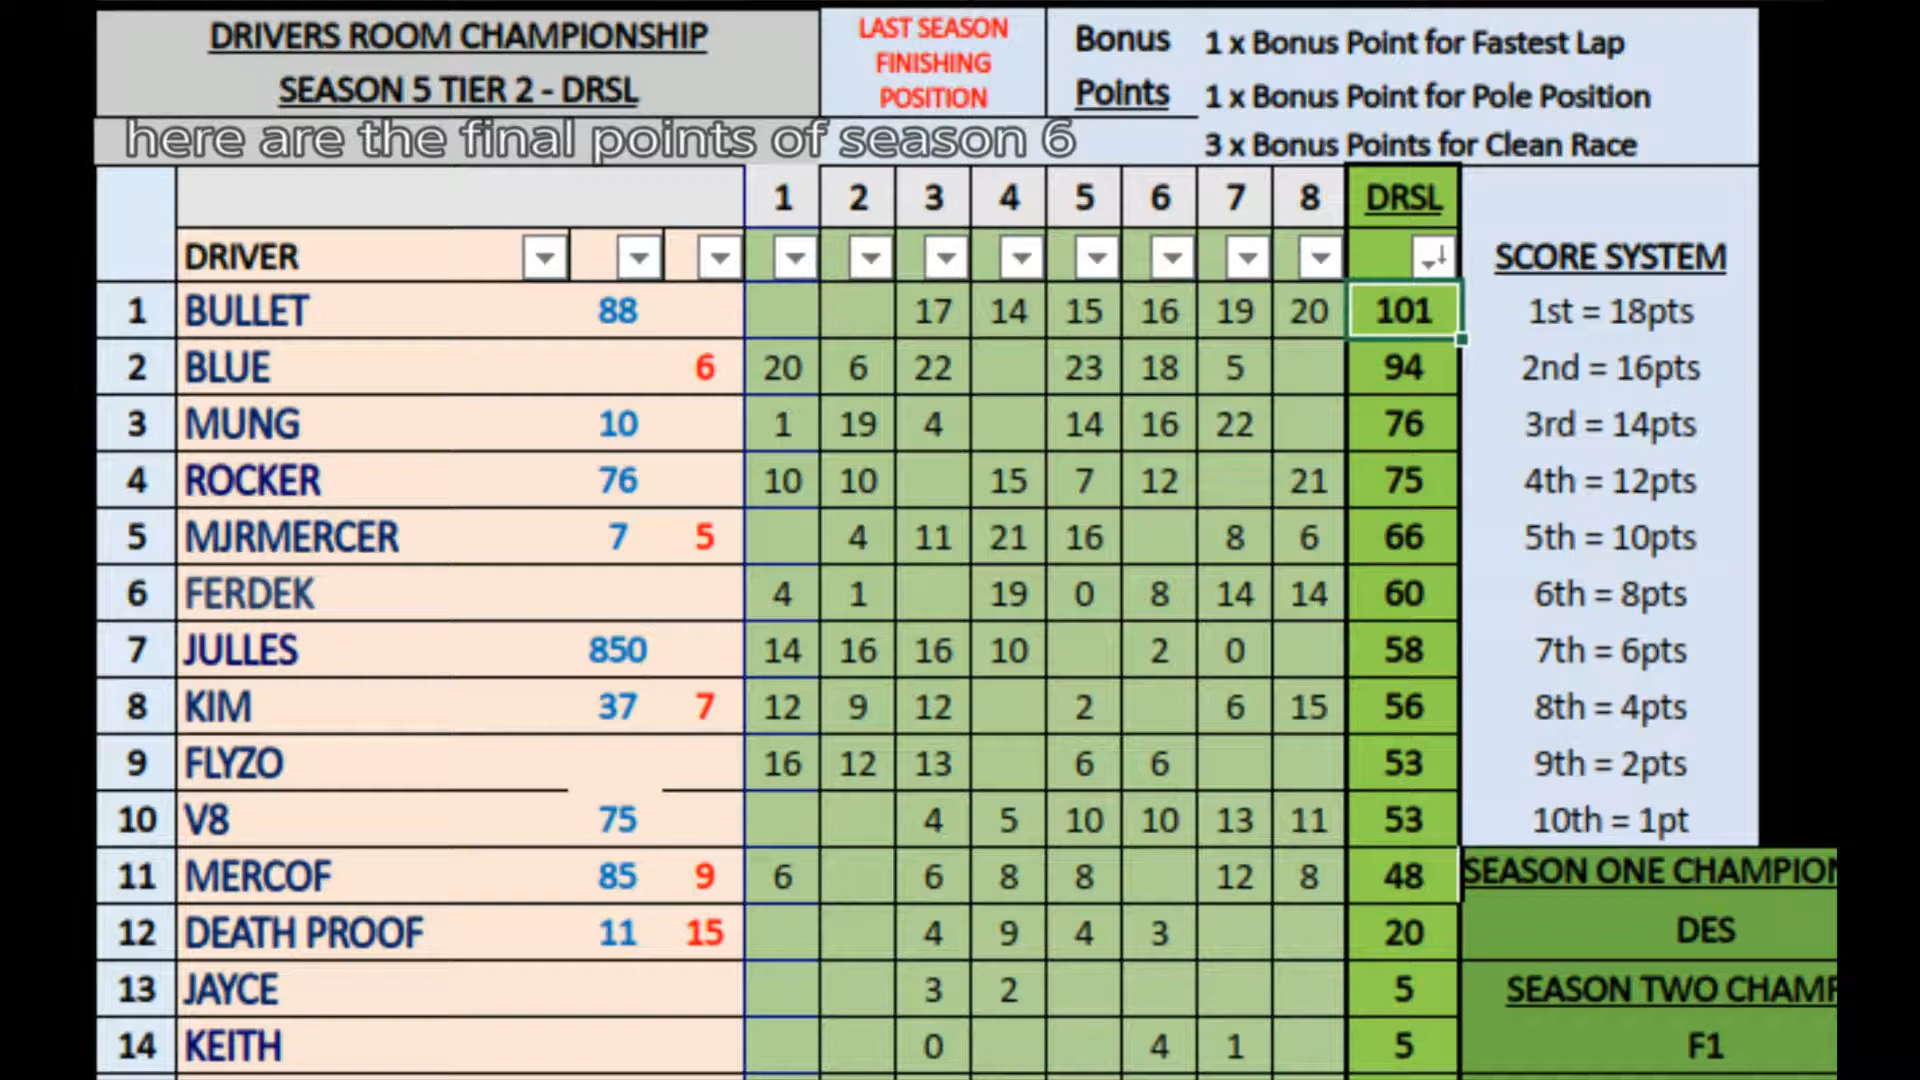 DRIVERS ROOM CHAMPIONSHIP
SEASON 5 TIER 2 - DRSL
LAST SEASON
FINISHING
POSITION
Bonus
Points
1 x Bonus Point for Fastest Lap
1 x Bonus Point for Pole Position
3 x Bonus Points for Clean Race
here are the final points of season 6
1 2 3 4 5 6 7 8 DRSL
DRIVER SCORE SYSTEM
1 BULLET 88 17 14 15 16 19 20 101 1st = 18pts
2 BLUE 6 20 6 22 23 18 5 94 2nd = 16pts
3 MUNG 10 1 19 4 14 16 22 76 3rd = 14pts
4 ROCKER 76 10 10 15 7 12 21 75 4th = 12pts
5 MJRMERCER 7 5 4 11 21 16 8 6 66 5th = 10pts
6 FERDEK 4 1 19 0 8 14 14 60 6th = 8pts
7 JULLES 850 14 16 16 10 2 0 58 7th = 6pts
8 KIM 37 7 12 9 12 2 6 15 56 8th = 4pts
9 FLYZO 16 12 13 6 6 53 9th = 2pts
10 V8 75 4 5 10 10 13 11 53 10th = 1pt
11 MERCOF 85 9 6 6 8 8 12 8 48 SEASON ONE CHAMPION
12 DEATH PROOF 11 15 4 9 4 3 20 DES
13 JAYCE 3 2 5 SEASON TWO CHAMP
14 KEITH 0 4 1 5 F1